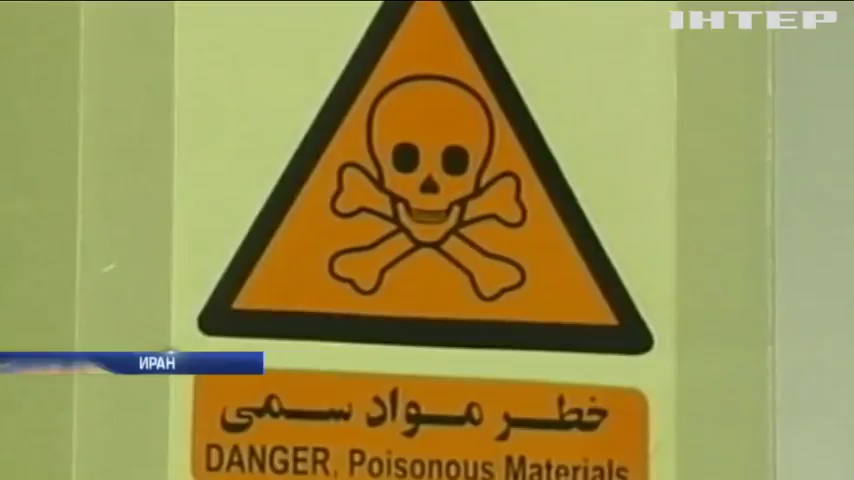 ІНТЕР
ИРАН
خطر مواد سمی
DANGER, Poisonous Materials